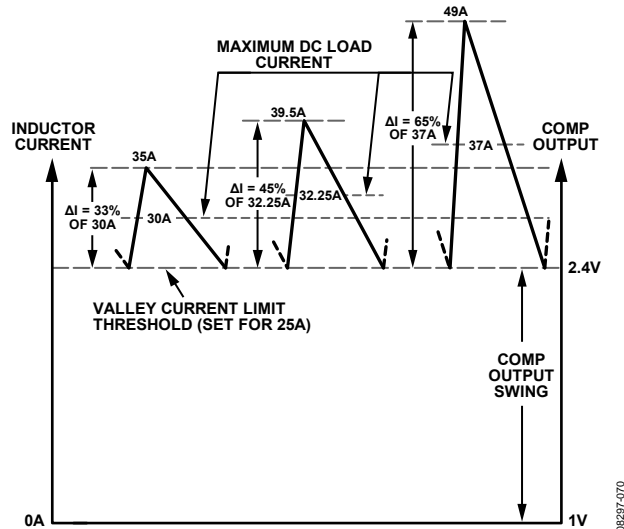 49A
MAXIMUM DC LOAD
CURRENT
39.5A
INDUCTOR
CURRENT
ΔI = 65%
OF 37A
COMP
OUTPUT
35A
37A
ΔI = 45%
OF 32.25A
32.25A
ΔI = 33%
OF 30A
30A
2.4V
VALLEY CURRENT LIMIT
THRESHOLD (SET FOR 25A)
COMP
OUTPUT
SWING
0A
1V
08297-070